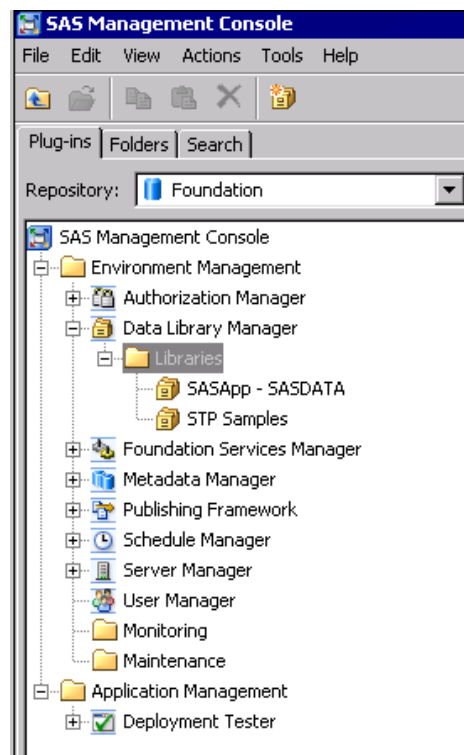 SAS Management Console
File Edit View Actions Tools Help
Plug-ins Folders Search
Repository: Foundation
SAS Management Console
Environment Management
Authorization Manager
Data Library Manager
Libraries
SASApp - SASDATA
STP Samples
Foundation Services Manager
Metadata Manager
Publishing Framework
Schedule Manager
Server Manager
User Manager
Monitoring
Maintenance
Application Management
Deployment Tester